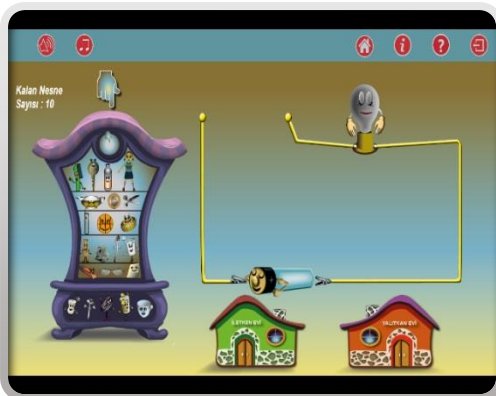 Kalan Nesne
Sayısı : 10
İLETKEN EVİ
YALITKAN EVİ